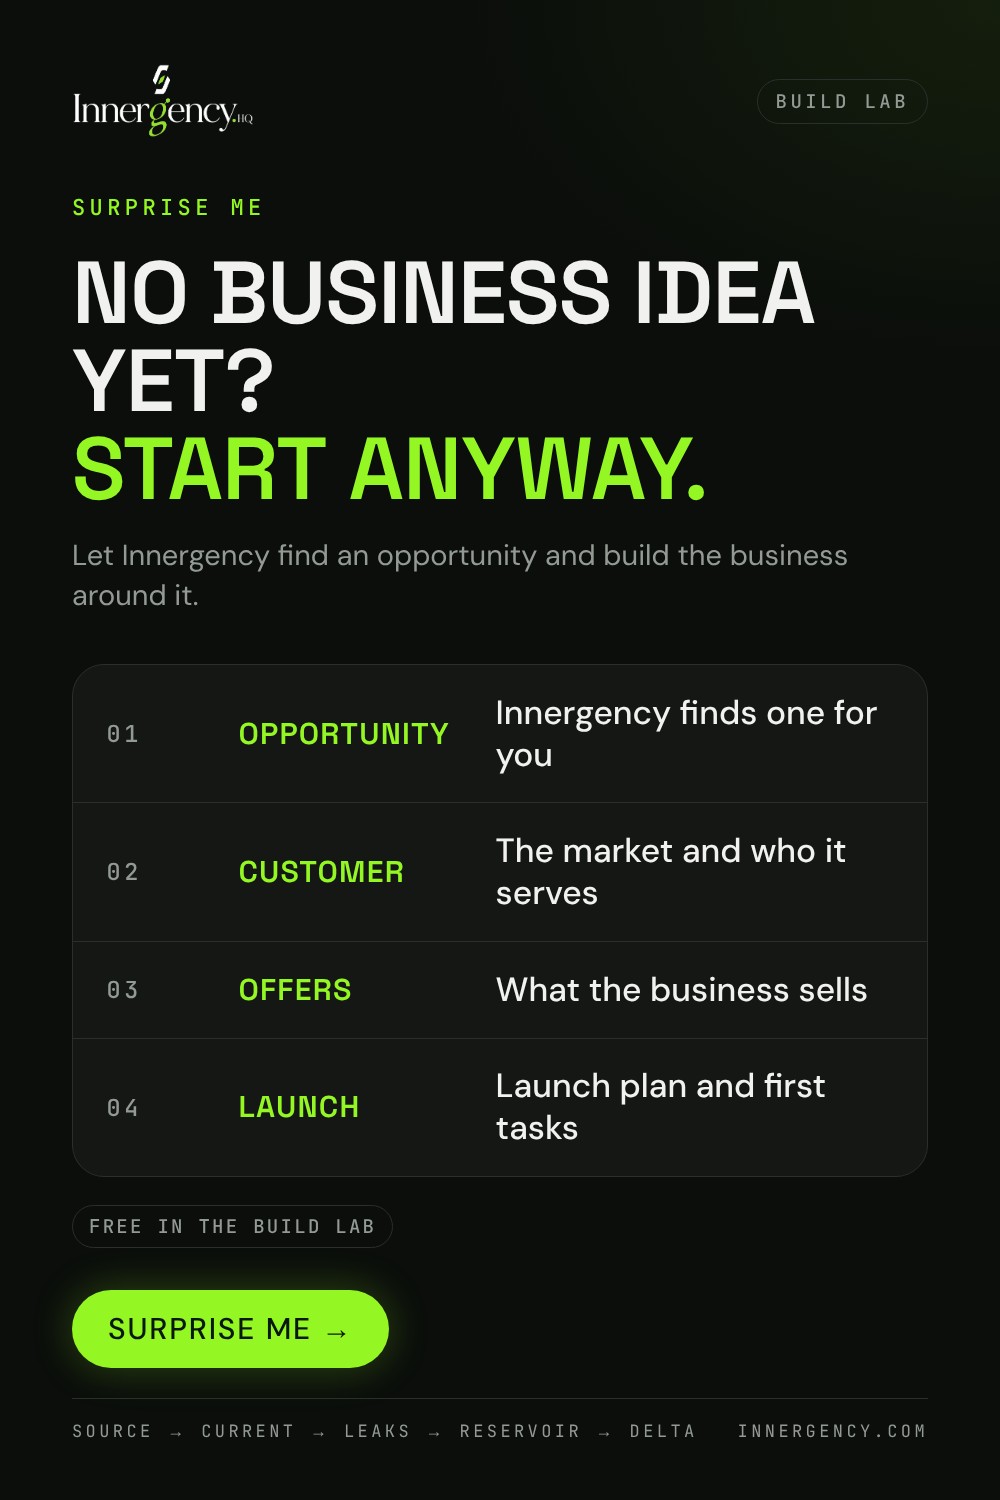 Innergency.HQ
BUILD LAB
SURPRISE ME
NO BUSINESS IDEA
YET?
START ANYWAY.
Let Innergency find an opportunity and build the business
around it.
01 OPPORTUNITY Innergency finds one for
you
02 CUSTOMER The market and who it
serves
03 OFFERS What the business sells
04 LAUNCH Launch plan and first
tasks
FREE IN THE BUILD LAB
SURPRISE ME →
SOURCE → CURRENT → LEAKS → RESERVOIR → DELTA INNERGENCY.COM